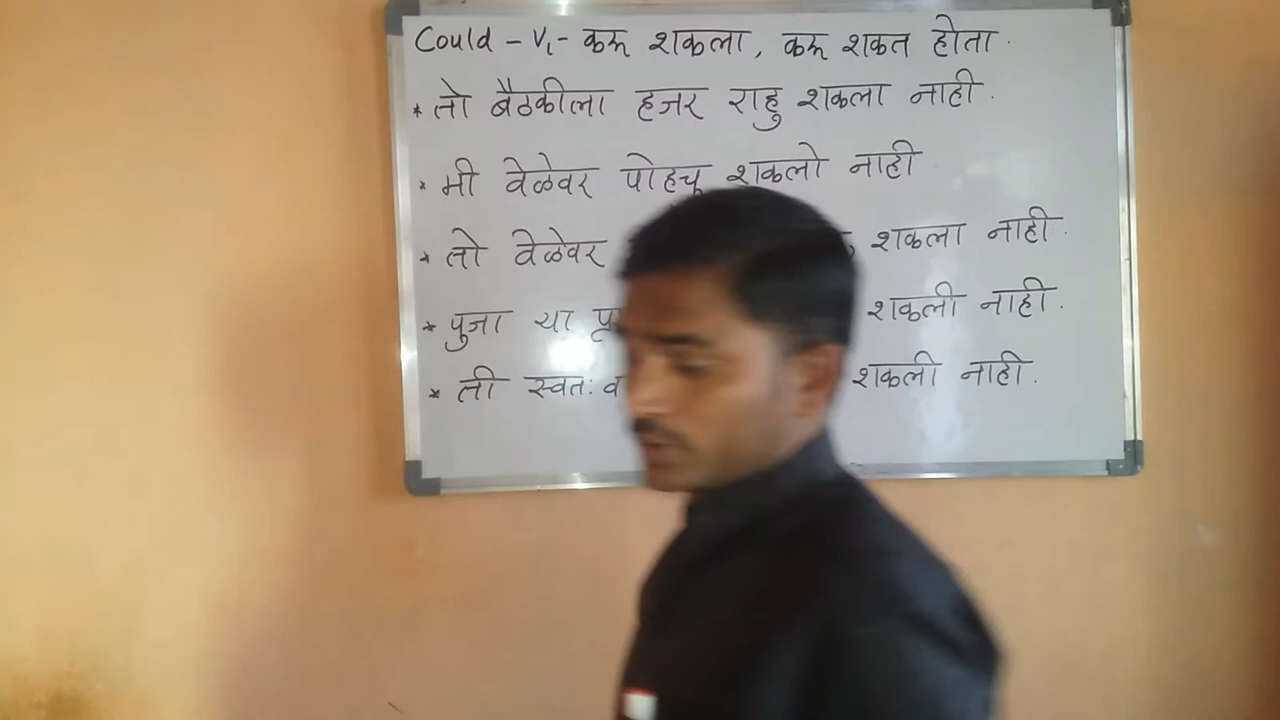 Could - V₁ - करू शकला, करू शकत होता.
* तो बैठकीला हजर राहु शकला नाही.
* मी वेळेवर पोहचू शकलो नाही
* तो वेळेवर शकला नाही.
* पुजा या शकली नाही.
* ती स्वतः शकली नाही.